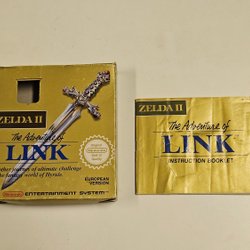 ZELDA II
The Adventure of
LINK
EUROPEAN
VERSION
Nintendo ENTERTAINMENT SYSTEM
ZELDA II
The Adventure of
LINK
INSTRUCTION BOOKLET